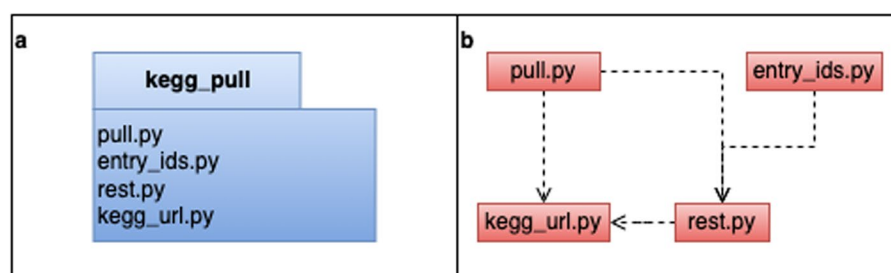 a
kegg_pull
pull.py
entry_ids.py
rest.py
kegg_url.py
b
pull.py
entry_ids.py
kegg_url.py
rest.py